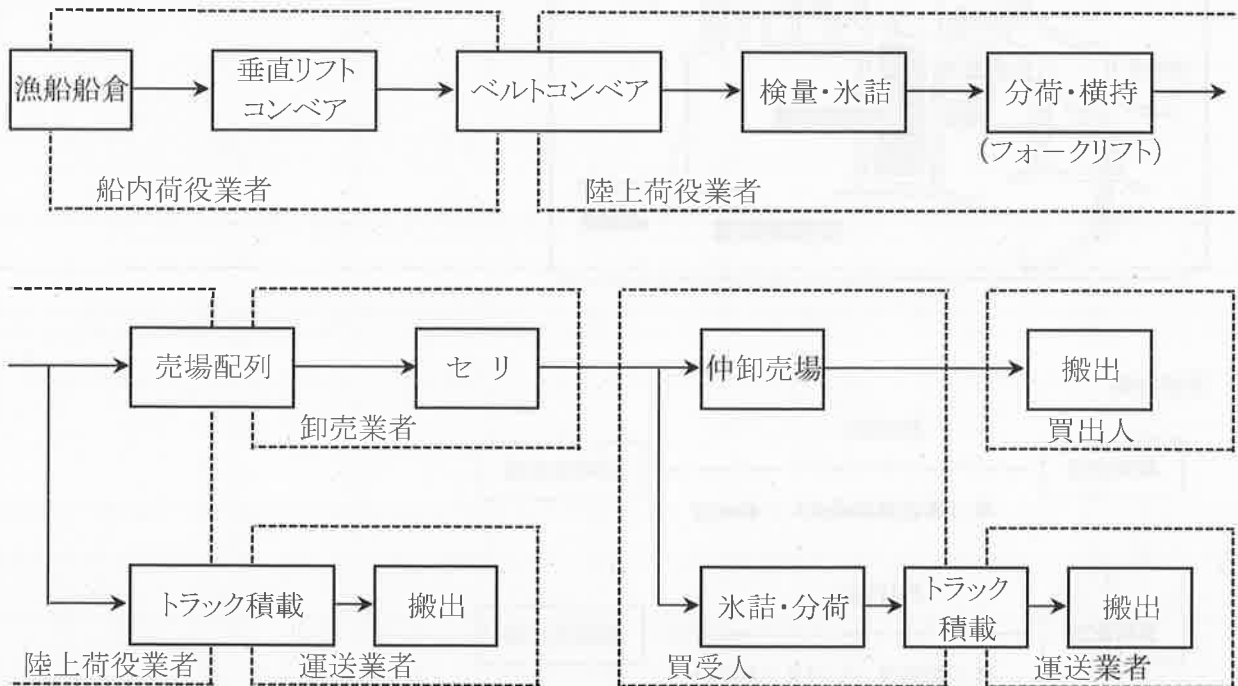 漁船船倉
垂直リフト
コンベア
ベルトコンベア
検量・氷詰
分荷・横持
(フォークリフト)
船内荷役業者
陸上荷役業者
売場配列
セリ
仲卸売場
搬出
卸売業者
買出人
トラック積載
搬出
氷詰・分荷
トラック
積載
搬出
陸上荷役業者
運送業者
買受人
運送業者